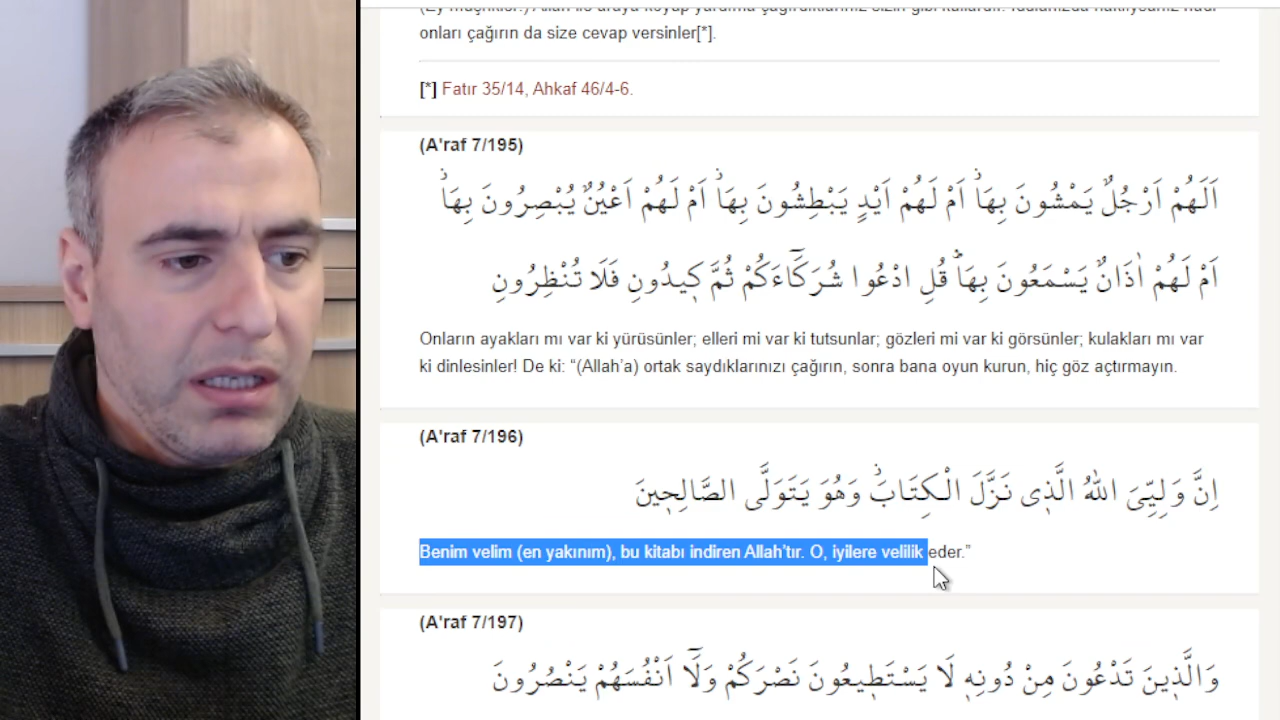 onları çağırın da size cevap versinler[*].
[*] Fatır 35/14, Ahkaf 46/4-6.
(A'raf 7/195)
اَلَهُمْ اَرْجُلٌ يَمْشُونَ بِهَاۘ اَمْ لَهُمْ اَيْدٍ يَبْطِشُونَ بِهَاۘ اَمْ لَهُمْ اَعْيُنٌ يُبْصِرُونَ بِهَاۘ
اَمْ لَهُمْ اٰذَانٌ يَسْمَعُونَ بِهَاۜ قُلِ ادْعُوا شُرَكَٓاءَكُمْ ثُمَّ ك۪يدُونِ فَلَا تُنْظِرُونِ
Onların ayakları mı var ki yürüsünler; elleri mi var ki tutsunlar; gözleri mi var ki görsünler; kulakları mı var
ki dinlesinler! De ki: “(Allah’a) ortak saydıklarınızı çağırın, sonra bana oyun kurun, hiç göz açtırmayın.
(A'raf 7/196)
اِنَّ وَلِيِّيَ اللّٰهُ الَّذ۪ي نَزَّلَ الْكِتَابَۘ وَهُوَ يَتَوَلَّى الصَّالِح۪ينَ
Benim velim (en yakınım), bu kitabı indiren Allah’tır. O, iyilere velilik eder.”
(A'raf 7/197)
وَالَّذ۪ينَ تَدْعُونَ مِنْ دُونِه۪ لَا يَسْتَط۪يعُونَ نَصْرَكُمْ وَلَٓا اَنْفُسَهُمْ يَنْصُرُونَ